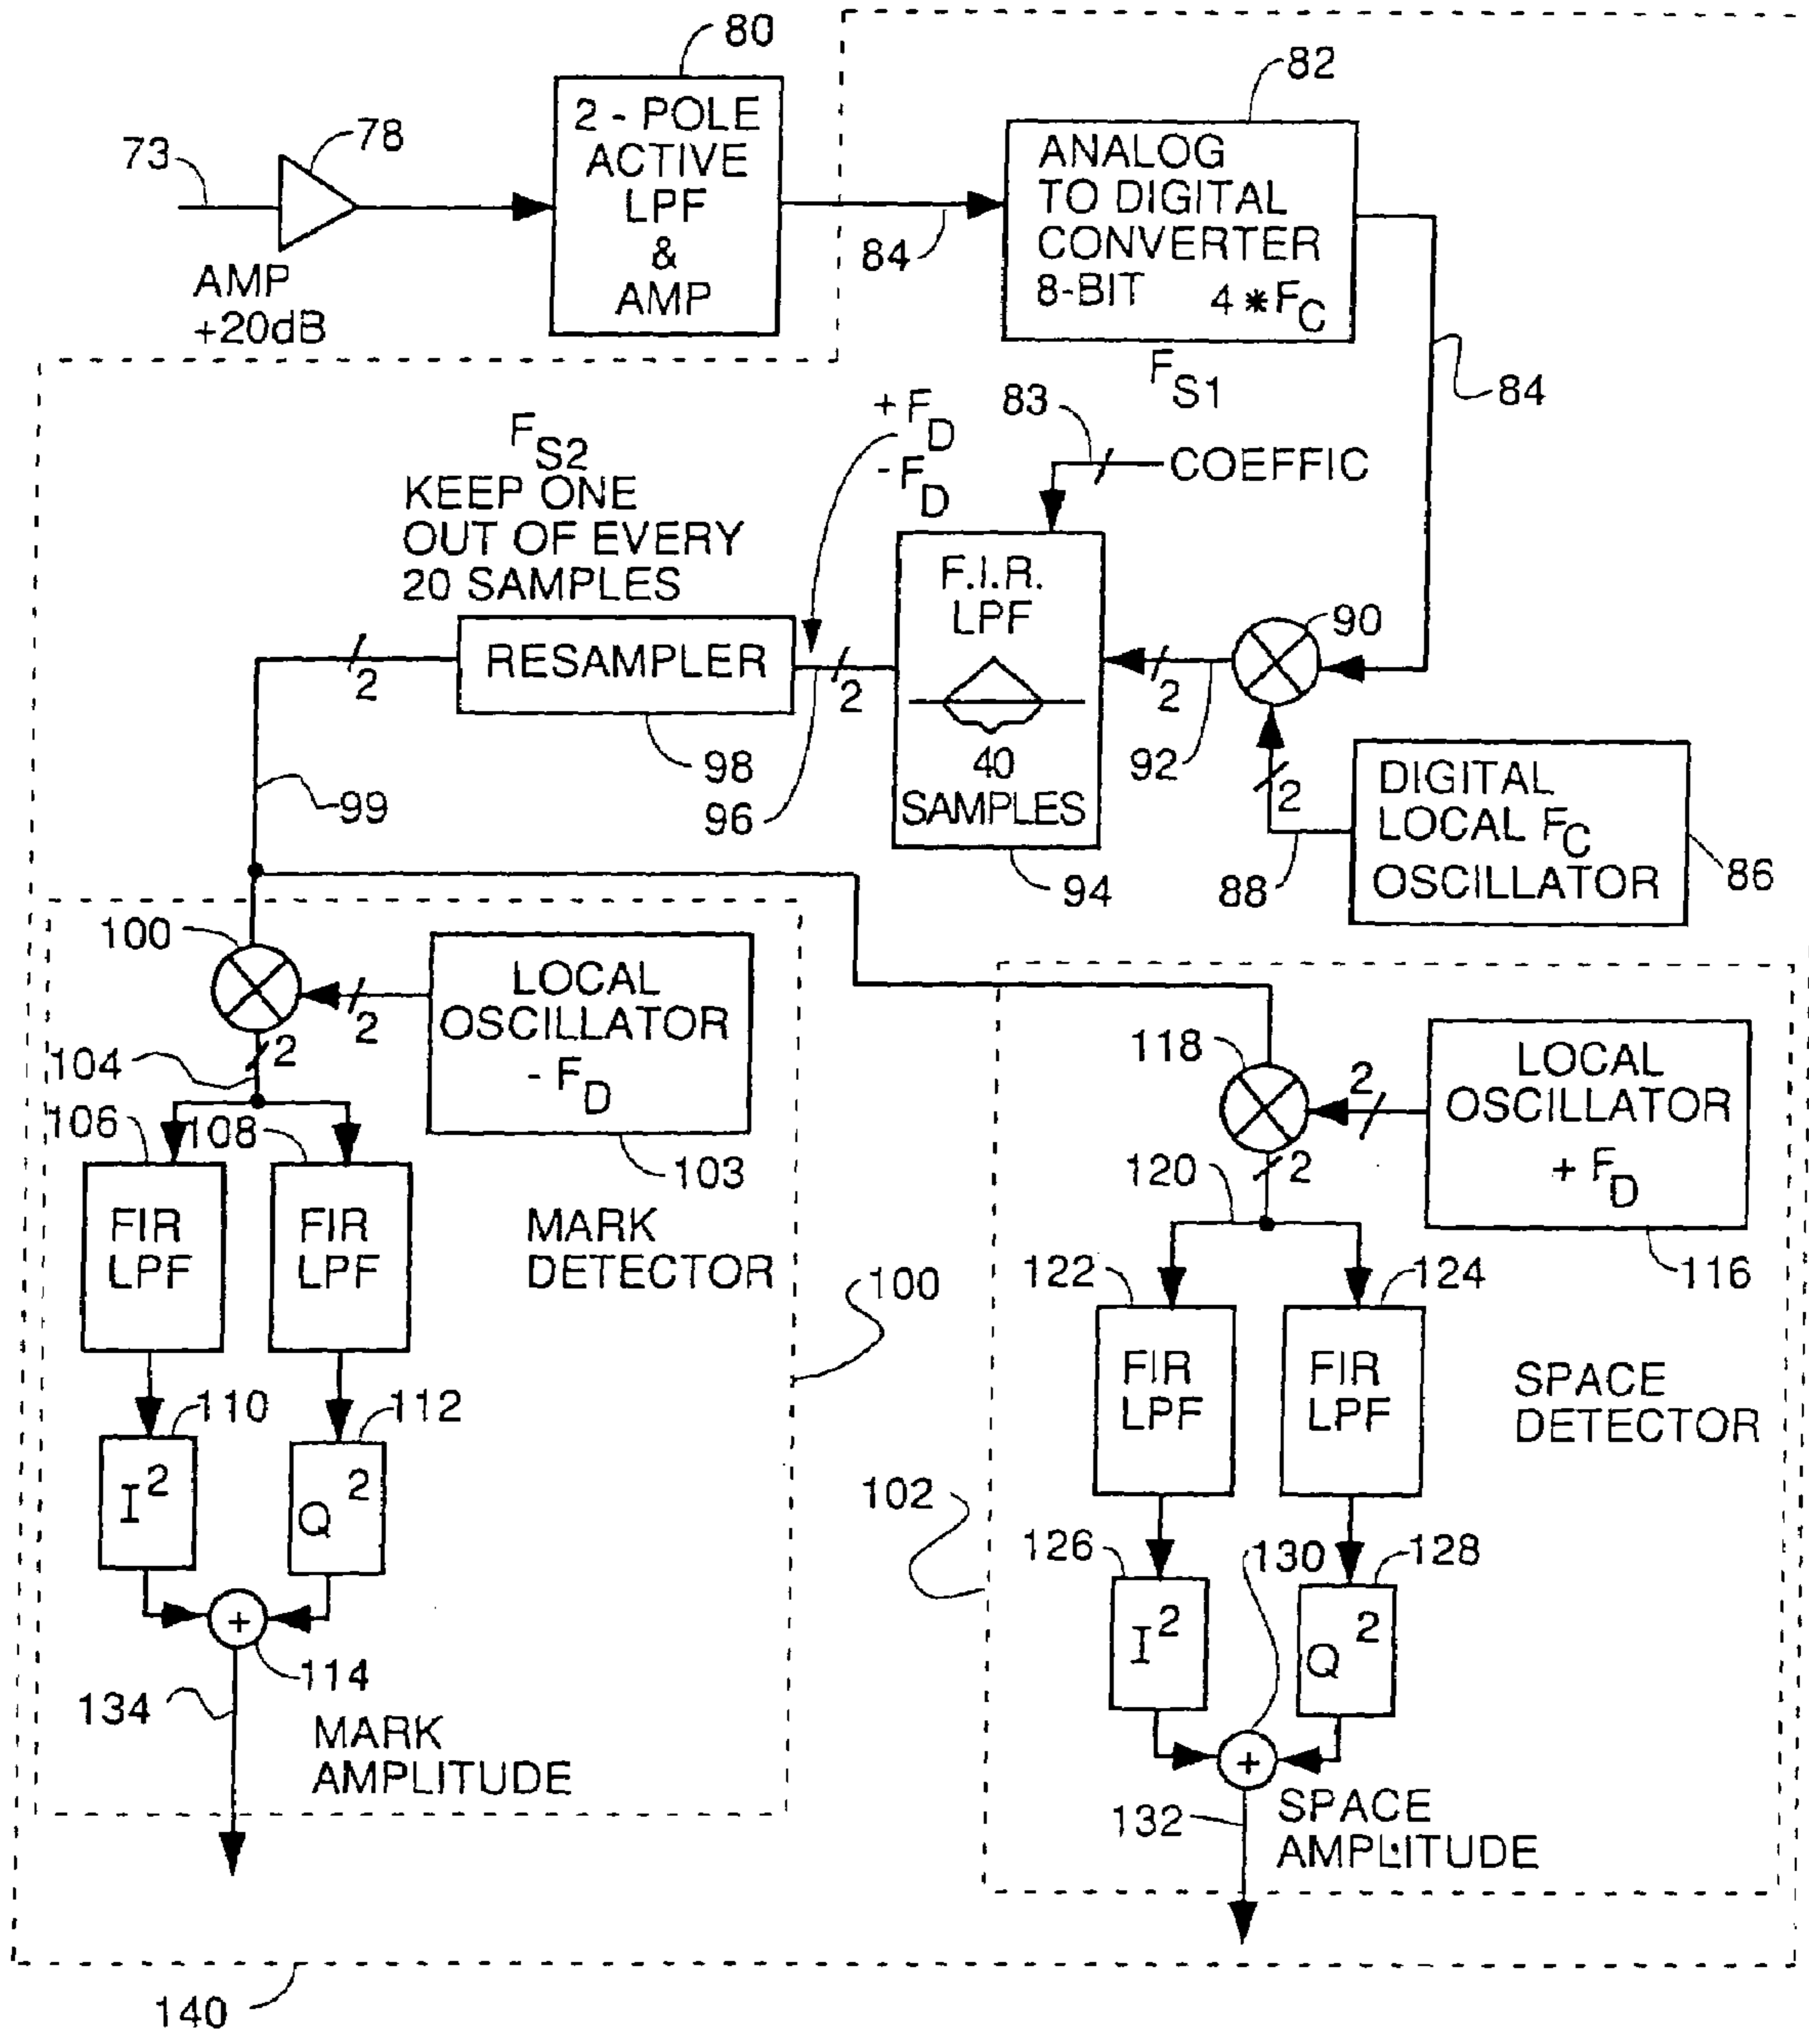 80
2 - POLE
ACTIVE
LPF
&
AMP
73
78
AMP
+20dB
82
ANALOG
TO DIGITAL
CONVERTER
8-BIT 4 * FC
84
FS1
84
83
COEFFIC
+ FD
- FD
FS2
KEEP ONE
OUT OF EVERY
20 SAMPLES
F.I.R.
LPF
40
SAMPLES
94
RESAMPLER
98
2
2
96
2
92
90
2
88
DIGITAL
LOCAL FC
OSCILLATOR
86
99
100
2
LOCAL
OSCILLATOR
- FD
103
104
2
106
108
FIR
LPF
FIR
LPF
MARK
DETECTOR
100
110
112
I2
Q2
+
114
134
MARK
AMPLITUDE
118
2
LOCAL
OSCILLATOR
+ FD
116
120
2
122
124
FIR
LPF
FIR
LPF
SPACE
DETECTOR
102
126
130
128
I2
Q2
+
132
SPACE
AMPLITUDE
140